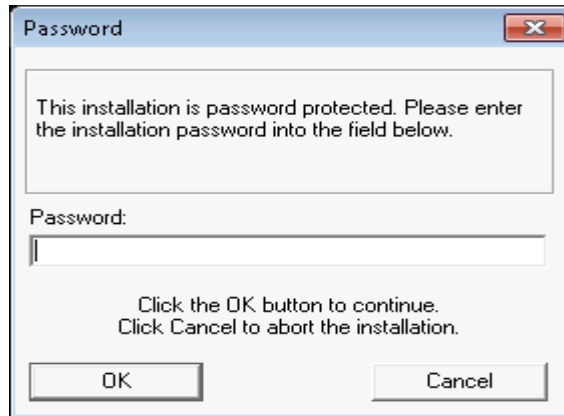 Password
This installation is password protected. Please enter
the installation password into the field below.
Password:
Click the OK button to continue.
Click Cancel to abort the installation.
OK
Cancel